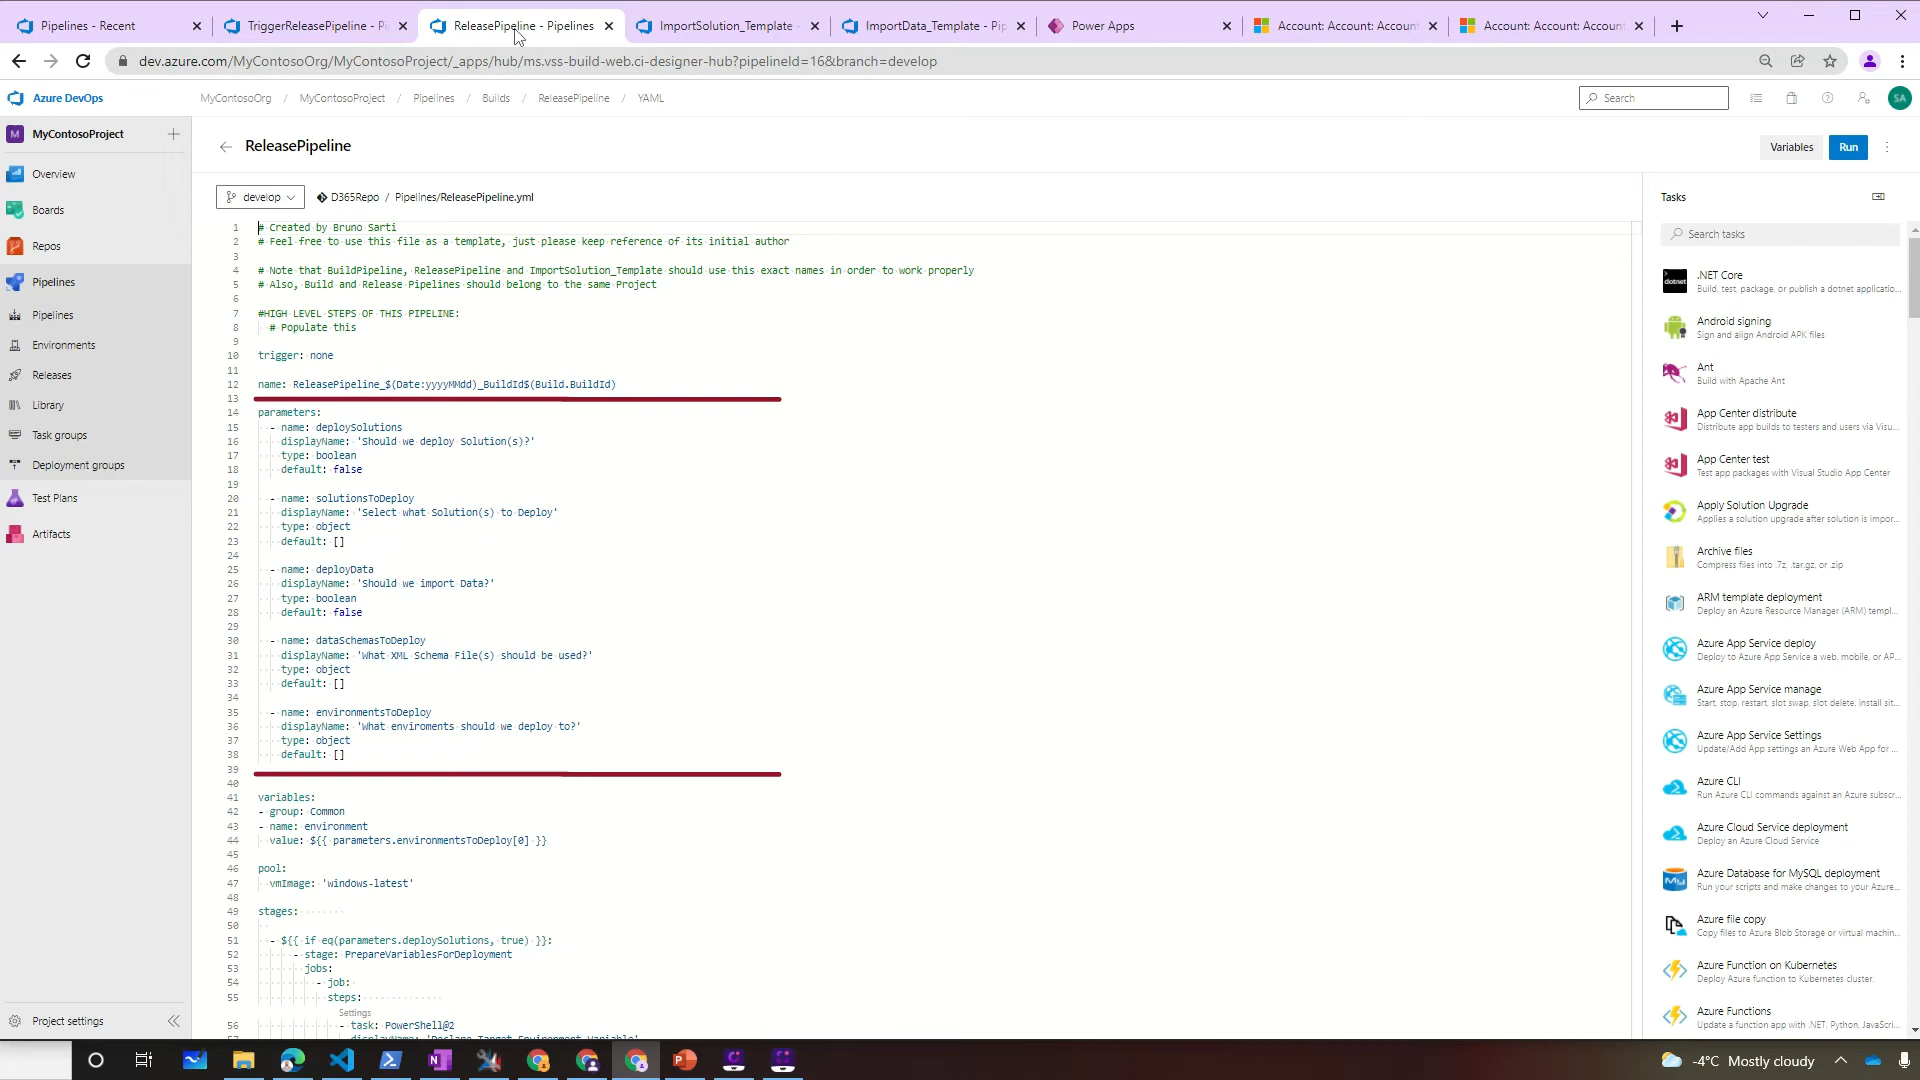 Pipelines - Recent
TriggerReleasePipeline - Pi
ReleasePipeline - Pipelines
ImportSolution_Template -
ImportData_Template - Pip
Power Apps
Account: Account: Account
Account: Account: Account
dev.azure.com/MyContosoOrg/MyContosoProject/_apps/hub/ms.vss-build-web.ci-designer-hub?pipelineId=16&branch=develop
Azure DevOps
MyContosoOrg / MyContosoProject / Pipelines / Builds / ReleasePipeline / YAML
Search
SA
M MyContosoProject
Overview
Boards
Repos
Pipelines
Pipelines
Environments
Releases
Library
Task groups
Deployment groups
Test Plans
Artifacts
Project settings
ReleasePipeline
Variables
Run
develop
D365Repo / Pipelines/ReleasePipeline.yml
1 # Created by Bruno Sarti
2 # Feel free to use this file as a template, just please keep reference of its initial author
3
4 # Note that BuildPipeline, ReleasePipeline and ImportSolution_Template should use this exact names in order to work properly
5 # Also, Build and Release Pipelines should belong to the same Project
6
7 #HIGH LEVEL STEPS OF THIS PIPELINE:
8 # Populate this
9
10 trigger: none
11
12 name: ReleasePipeline_$(Date:yyyyMMdd)_BuildId$(Build.BuildId)
13
14 parameters:
15 - name: deploySolutions
16 displayName: 'Should we deploy Solution(s)?'
17 type: boolean
18 default: false
19
20 - name: solutionsToDeploy
21 displayName: 'Select what Solution(s) to Deploy'
22 type: object
23 default: []
24
25 - name: deployData
26 displayName: 'Should we import Data?'
27 type: boolean
28 default: false
29
30 - name: dataSchemasToDeploy
31 displayName: 'What XML Schema File(s) should be used?'
32 type: object
33 default: []
34
35 - name: environmentsToDeploy
36 displayName: 'What enviroments should we deploy to?'
37 type: object
38 default: []
39
40
41 variables:
42 - group: Common
43 - name: environment
44 value: ${{ parameters.environmentsToDeploy[0] }}
45
46 pool:
47 vmImage: 'windows-latest'
48
49 stages:
50
51 - ${{ if eq(parameters.deploySolutions, true) }}:
52 - stage: PrepareVariablesForDeployment
53 jobs:
54 - job:
55 steps:
Settings
56 - task: PowerShell@2
displayName: 'Declare Target Environment Variable'
Tasks
Search tasks
dotnet
.NET Core
Build, test, package, or publish a dotnet applicatio...
Android signing
Sign and align Android APK files
Ant
Build with Apache Ant
App Center distribute
Distribute app builds to testers and users via Visu...
App Center test
Test app packages with Visual Studio App Center
Apply Solution Upgrade
Applies a solution upgrade after solution is impor...
Archive files
Compress files into .7z, .tar.gz, or .zip
ARM template deployment
Deploy an Azure Resource Manager (ARM) templ...
Azure App Service deploy
Deploy to Azure App Service a web, mobile, or AP...
Azure App Service manage
Start, stop, restart, slot swap, slot delete, install sit...
Azure App Service Settings
Update/Add App settings an Azure Web App for ...
Azure CLI
Run Azure CLI commands against an Azure subscr...
Azure Cloud Service deployment
Deploy an Azure Cloud Service
My
Azure Database for MySQL deployment
Run your scripts and make changes to your Azure...
Azure file copy
Copy files to Azure Blob Storage or virtual machin...
Azure Function on Kubernetes
Deploy Azure function to Kubernetes cluster.
Azure Functions
Update a function app with .NET, Python, JavaScri...
-4°C Mostly cloudy